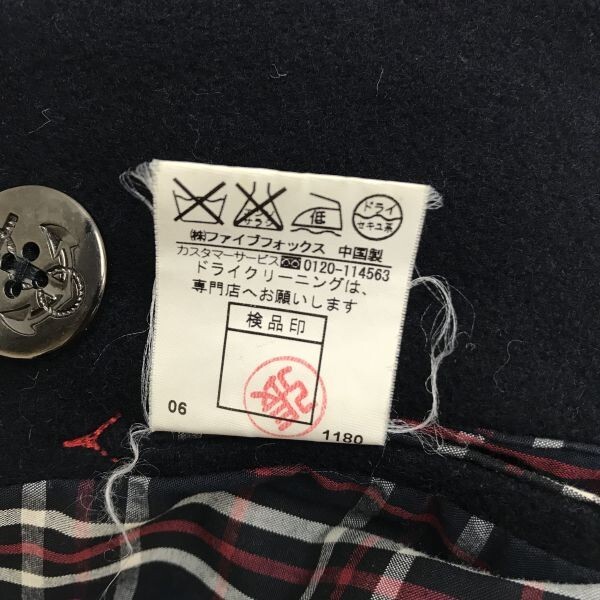 低
ドライ
セキユ系
㈱ファイブフォックス 中国製
カスタマーサービス 0120-114563
ドライクリーニングは、
専門店へお願いします
検品印
06
1180